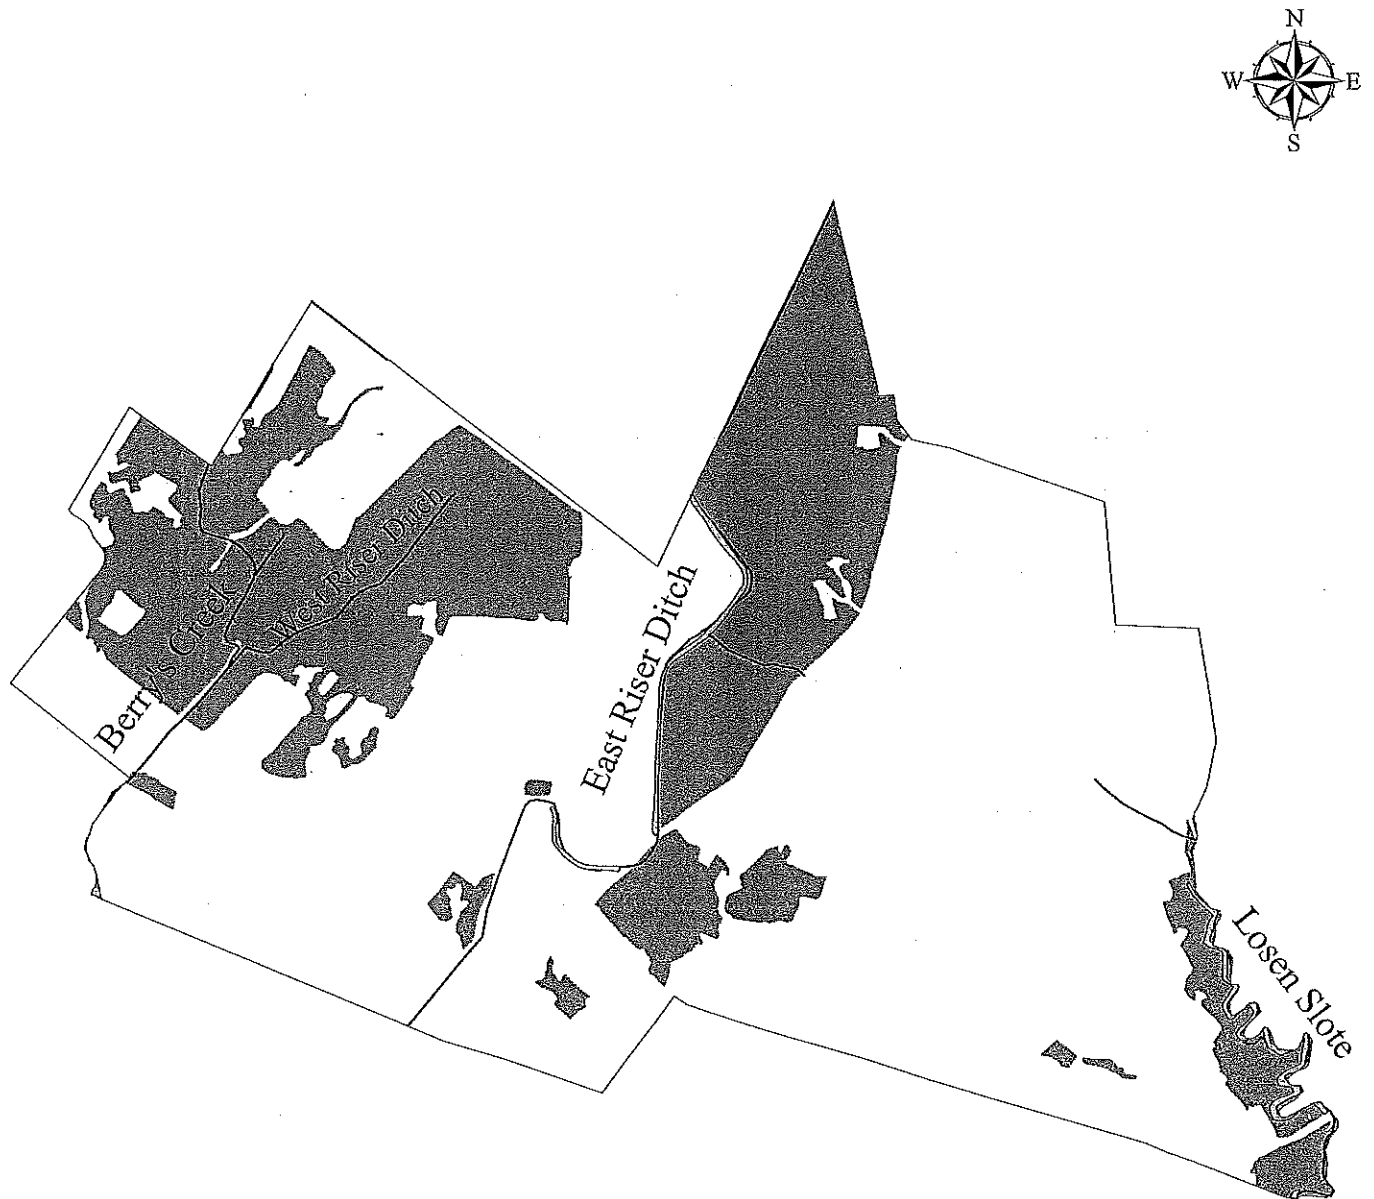 N
W E
S
West Riser Ditch
Berry's Creek
East Riser Ditch
Losen Slote